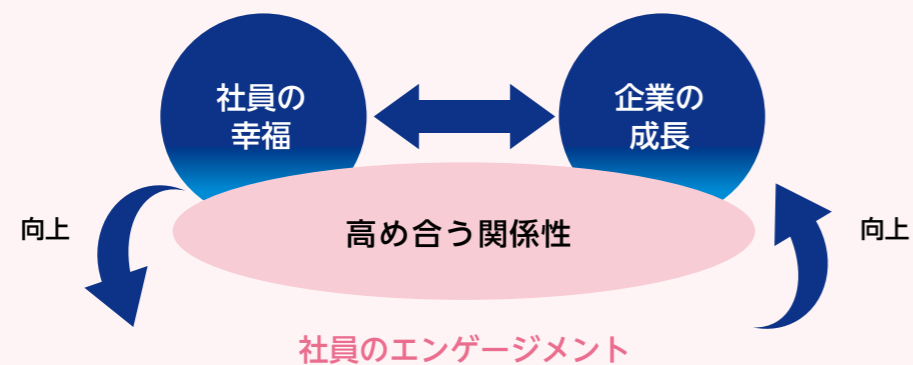 社員の
幸福
企業の
成長
向上
高め合う関係性
向上
社員のエンゲージメント